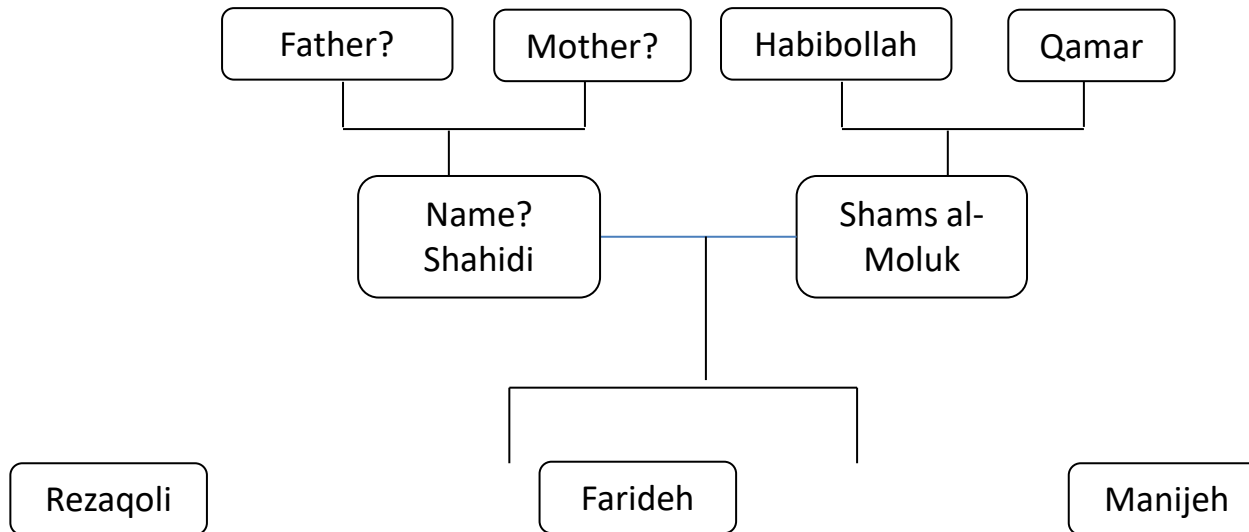 Father?
Mother?
Habibollah
Qamar
Name?
Shahidi
Shams al-
Moluk
Rezaqoli
Farideh
Manijeh